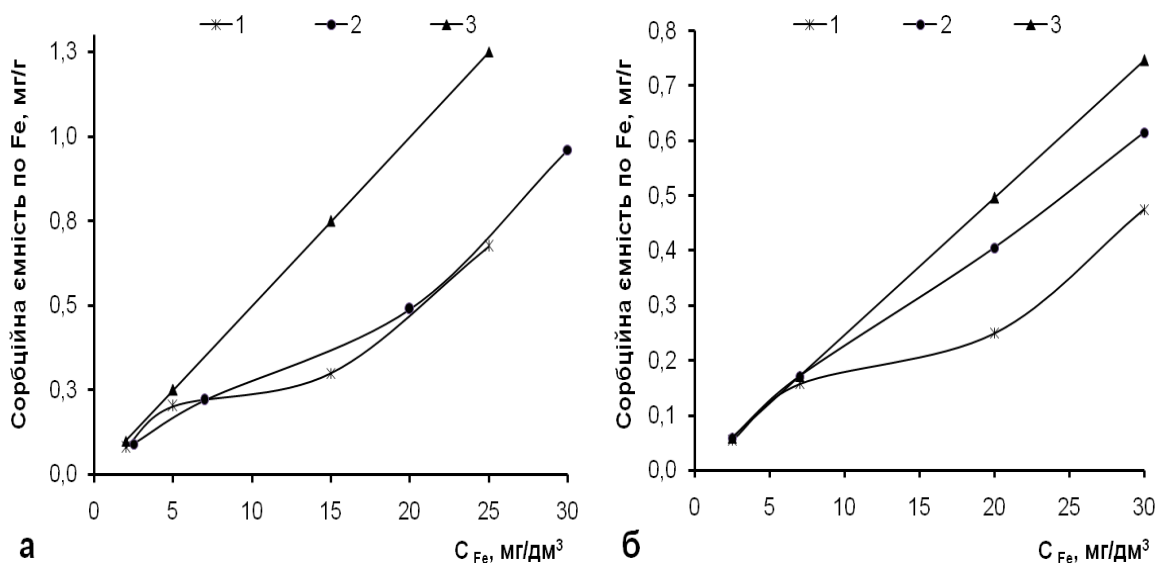 1 2 3
Сорбційна ємність по Fe, мг/г
1,3
1,0
0,8
0,5
0,3
0,0
0 5 10 15 20 25 30
а
C Fe, мг/дм³
1 2 3
Сорбційна ємність по Fe, мг/г
0,8
0,7
0,6
0,5
0,4
0,3
0,2
0,1
0,0
0 5 10 15 20 25 30
б
C Fe, мг/дм³